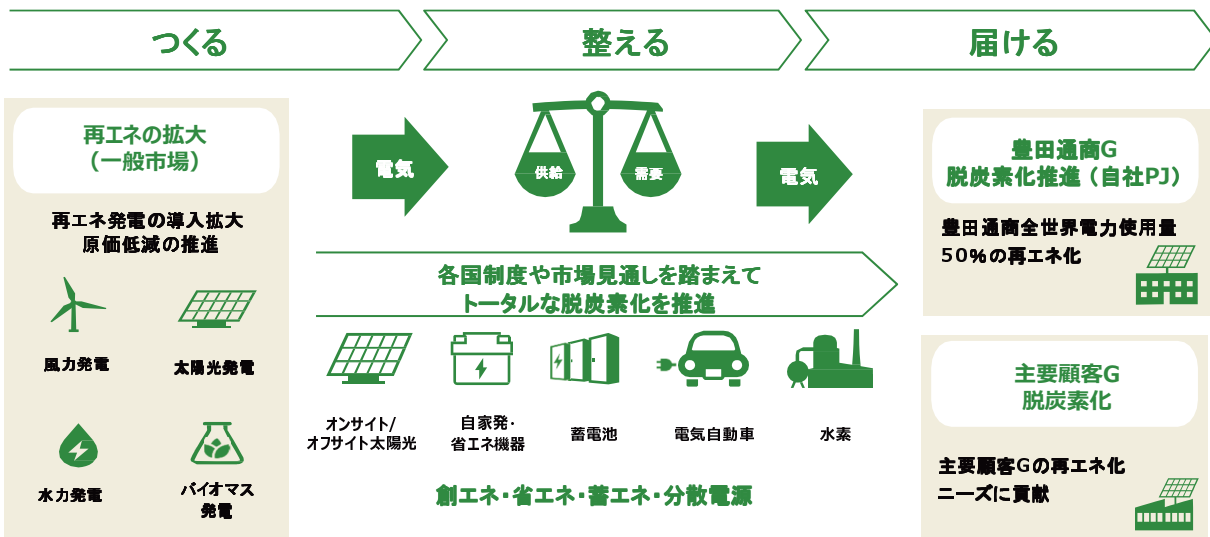 つくる
整える
届ける
再エネの拡大
（一般市場）
再エネ発電の導入拡大
原価低減の推進
風力発電
太陽光発電
水力発電
バイオマス
発電
電気
供給
需要
電気
各国制度や市場見通しを踏まえて
トータルな脱炭素化を推進
オンサイト/
オフサイト太陽光
自家発・
省エネ機器
蓄電池
電気自動車
水素
創エネ・省エネ・蓄エネ・分散電源
豊田通商G
脱炭素化推進（自社PJ）
豊田通商全世界電力使用量
50%の再エネ化
主要顧客G
脱炭素化
主要顧客Gの再エネ化
ニーズに貢献